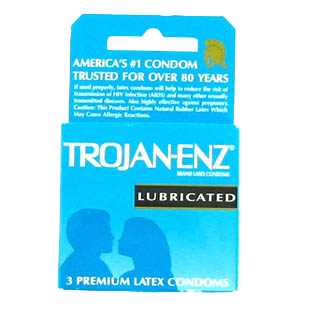 AMERICA'S #1 CONDOM
TRUSTED FOR OVER 80 YEARS
If used properly, latex condoms will help to reduce the risk of
transmission of HIV infection (AIDS) and many other sexually
transmitted diseases. Also highly effective against pregnancy.
Caution: This Product Contains Natural Rubber Latex Which
May Cause Allergic Reactions.
TROJAN-ENZ®
BRAND LATEX CONDOMS
LUBRICATED
3 PREMIUM LATEX CONDOMS